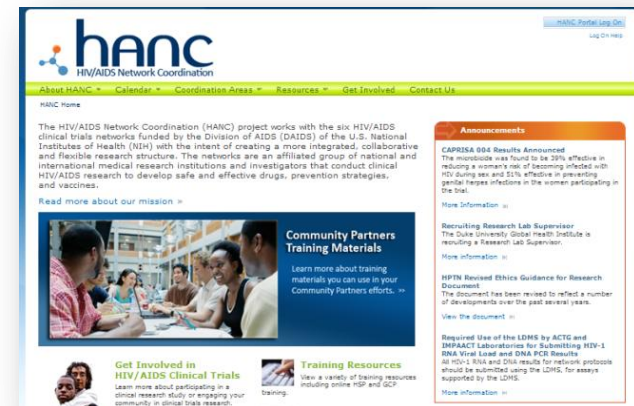 HANC Portal Log On
Log On Help
hanc
HIV/AIDS Network Coordination
About HANC Calendar Coordination Areas Resources Get Involved Contact Us
HANC Home
The HIV/AIDS Network Coordination (HANC) project works with the six HIV/AIDS
clinical trials networks funded by the Division of AIDS (DAIDS) of the U.S. National
Institutes of Health (NIH) with the intent of creating a more integrated, collaborative
and flexible research structure. The networks are an affiliated group of national and
international medical research institutions and investigators that conduct clinical
HIV/AIDS research to develop safe and effective drugs, prevention strategies,
and vaccines.
Read more about our mission »
Community Partners
Training Materials
Learn more about training
materials you can use in your
Community Partners efforts. »
Get Involved in
HIV/AIDS Clinical Trials
Learn more about participating in a
clinical research study or engaging your
community in clinical trials research.
Training Resources
View a variety of training resources
including online HSP and GCP
training.
Announcements
CAPRISA 004 Results Announced
The microbicide was found to be 39% effective in
reducing a woman's risk of becoming infected with
HIV during sex and 51% effective in preventing
genital herpes infections in the women participating in
the trial.
More Information »
Recruiting Research Lab Supervisor
The Duke University Global Health Institute is
recruiting a Research Lab Supervisor.
More information »
HPTN Revised Ethics Guidance for Research
Document
The document has been revised to reflect a number
of developments over the past several years.
View the document »
Required Use of the LDMS by ACTG and
IMPAACT Laboratories for Submitting HIV-1
RNA Viral Load and DNA PCR Results
All HIV-1 RNA and DNA results for network protocols
should be submitted using the LDMS, for assays
supported by the LDMS.
More information »